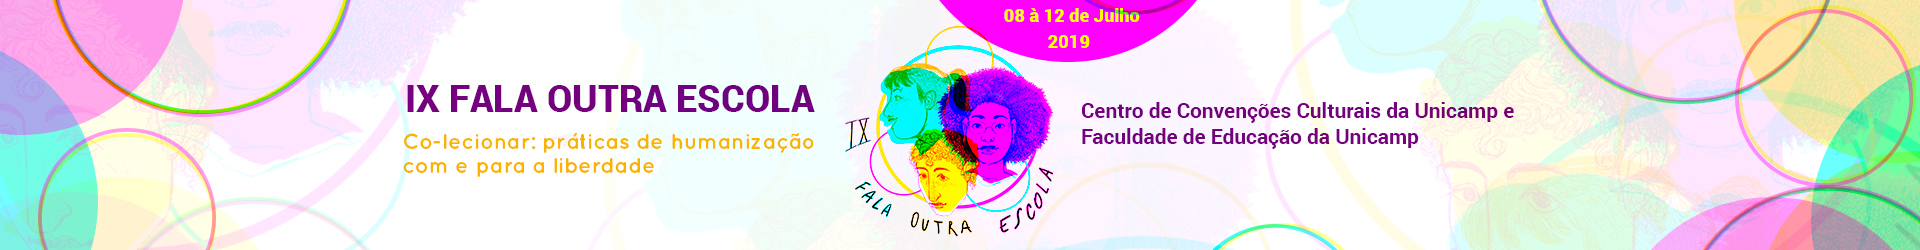 08 à 12 de Julho
2019
IX FALA OUTRA ESCOLA
Co-lecionar: práticas de humanização
com e para a liberdade
IX
FALA OUTRA ESCOLA
Centro de Convenções Culturais da Unicamp e
Faculdade de Educação da Unicamp